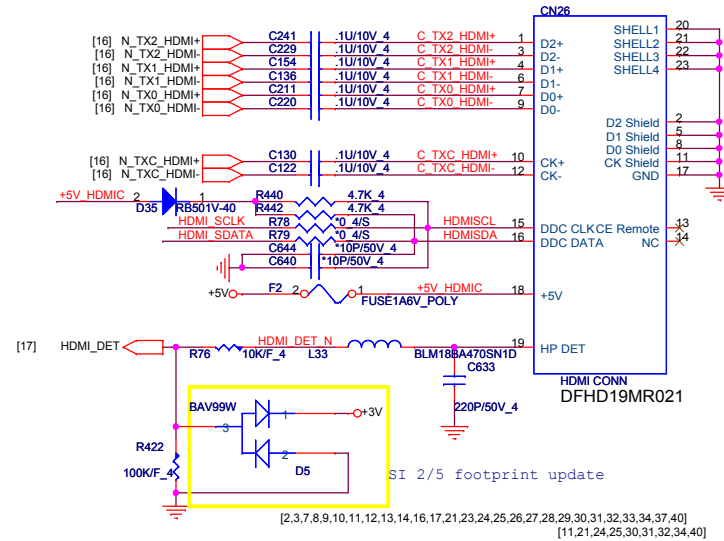 CN26
[16] N_TX2_HDMI+ C241 .1U/10V_4 C_TX2_HDMI+ 1 D2+ SHELL1 20
[16] N_TX2_HDMI- C229 .1U/10V_4 C_TX2_HDMI- 3 D2- SHELL2 21
[16] N_TX1_HDMI+ C154 .1U/10V_4 C_TX1_HDMI+ 4 D1+ SHELL3 22
[16] N_TX1_HDMI- C136 .1U/10V_4 C_TX1_HDMI- 6 D1- SHELL4 23
[16] N_TX0_HDMI+ C211 .1U/10V_4 C_TX0_HDMI+ 7 D0+
[16] N_TX0_HDMI- C220 .1U/10V_4 C_TX0_HDMI- 9 D0-
D2 Shield 2
D1 Shield 5
D0 Shield 8
[16] N_TXC_HDMI+ C130 .1U/10V_4 C_TXC_HDMI+ 10 CK+ CK Shield 11
[16] N_TXC_HDMI- C122 .1U/10V_4 C_TXC_HDMI- 12 CK- GND 17
+5V_HDMIC 2 1 R440 4.7K_4
D35 RB501V-40 R442 4.7K_4
HDMI_SCLK R78 *0_4/S HDMISCL 15 DDC CLK CE Remote 13
HDMI_SDATA R79 *0_4/S HDMISDA 16 DDC DATA NC 14
C644 *10P/50V_4
C640 *10P/50V_4
+5V F2 2 1 +5V_HDMIC 18 +5V
FUSE1A6V_POLY
[17] HDMI_DET HDMI_DET_N 19 HP DET
R76 10K/F_4 L33 BLM18BA470SN1D
C633
HDMI CONN
DFHD19MR021
220P/50V_4
BAV99W
3 1 +3V
R422 2
100K/F_4 D5
SI 2/5 footprint update
[2,3,7,8,9,10,11,12,13,14,16,17,21,23,24,25,26,27,28,29,30,31,32,33,34,37,40]
[11,21,24,25,30,31,32,34,40]